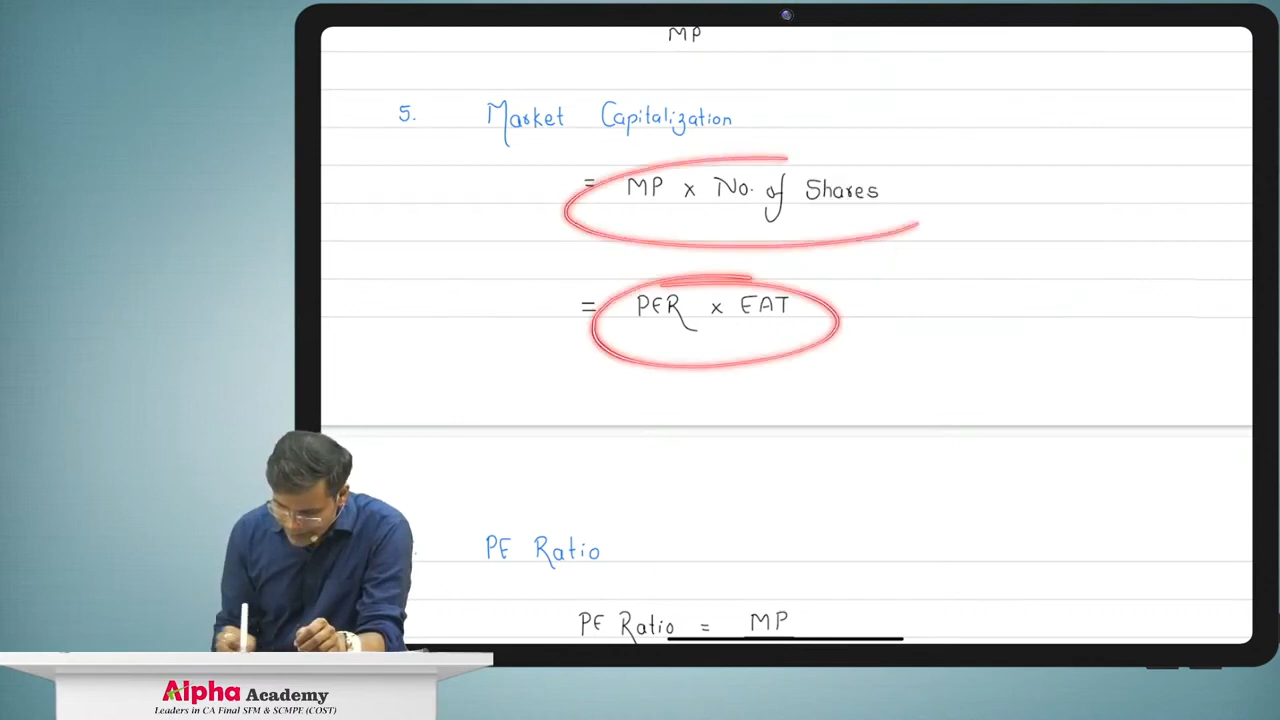 MP
5. Market Capitalization
= MP x No. of Shares
= PER x EAT
PE Ratio
PE Ratio = MP
Alpha Academy
Leaders in CA Final SFM & SCMPE (COST)